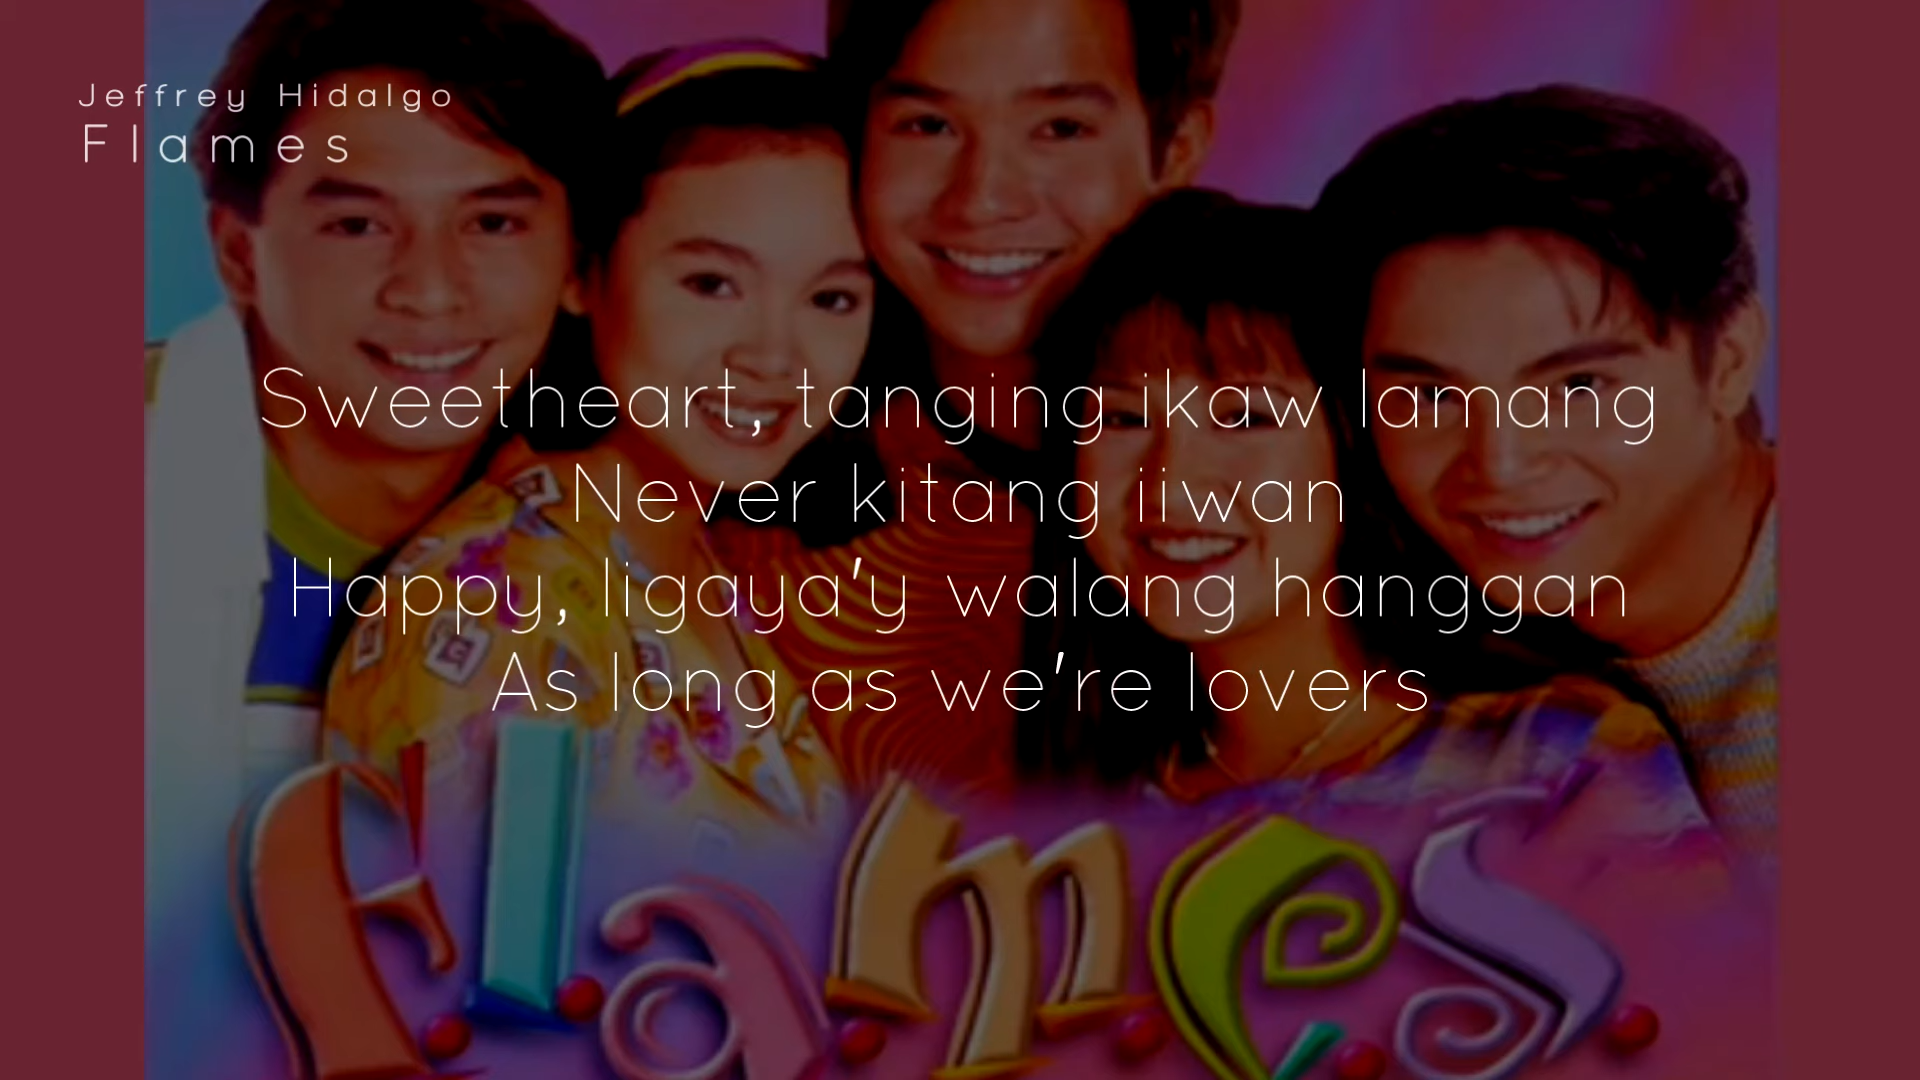 Jeffrey Hidalgo
Flames
Sweetheart, tanging ikaw lamang
Never kitang iiwan
Happy, ligaya'y walang hanggan
As long as we're lovers
Flames